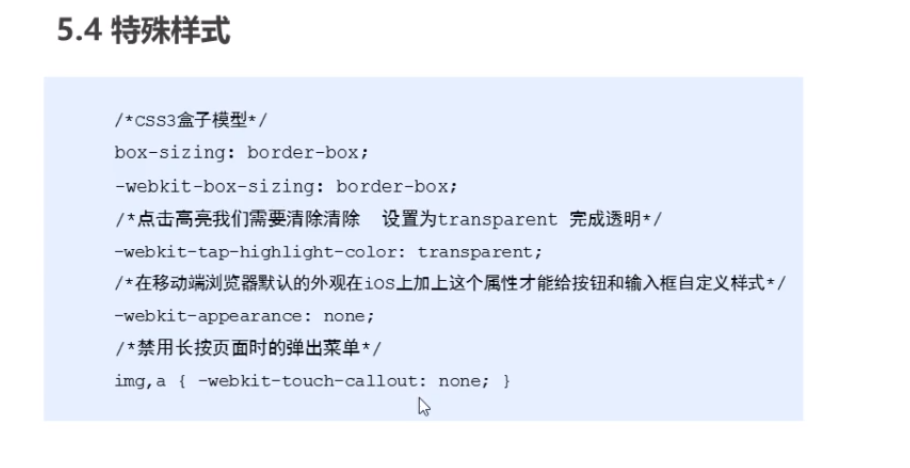 5.4 特殊样式
/*CSS3盒子模型*/
box-sizing: border-box;
-webkit-box-sizing: border-box;
/*点击高亮我们需要清除清除  设置为transparent 完成透明*/
-webkit-tap-highlight-color: transparent;
/*在移动端浏览器默认的外观在iOS上加上这个属性才能给按钮和输入框自定义样式*/
-webkit-appearance: none;
/*禁用长按页面时的弹出菜单*/
img,a { -webkit-touch-callout: none; }